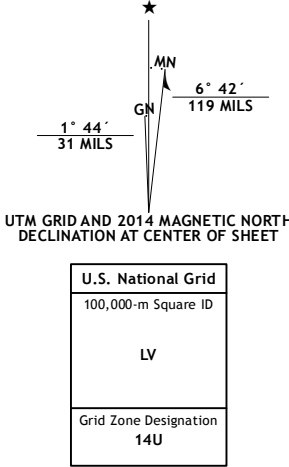 MN
6° 42´
119 MILS
GN
1° 44´
31 MILS
UTM GRID AND 2014 MAGNETIC NORTH
DECLINATION AT CENTER OF SHEET
U.S. National Grid
100,000-m Square ID
LV
Grid Zone Designation
14U